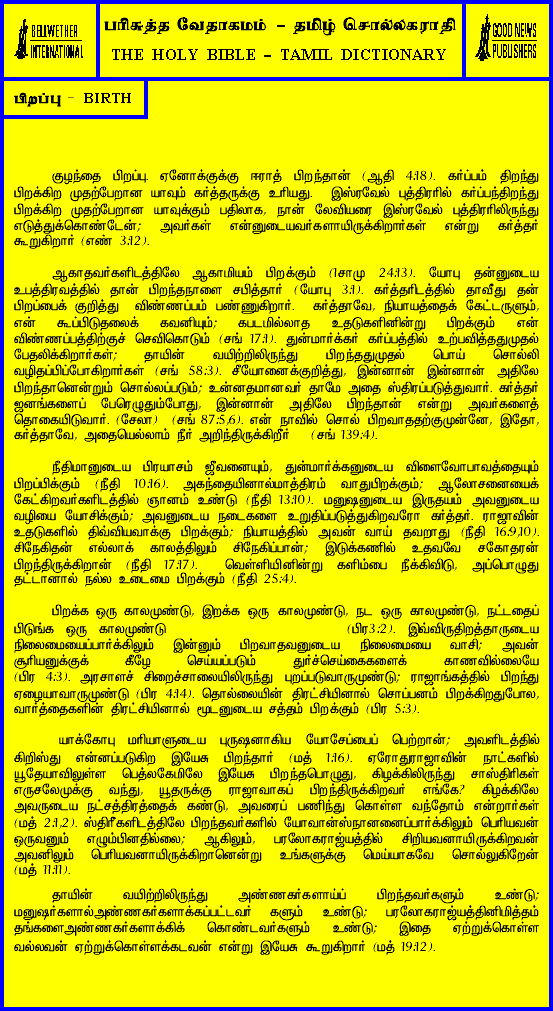 BELLWETHER
INTERNATIONAL
பரிசுத்த வேதாகமம் - தமிழ் சொல்லகராதி
THE HOLY BIBLE - TAMIL DICTIONARY
GOOD NEWS
PUBLISHERS
பிறப்பு - BIRTH
குழந்தை பிறப்பு. ஏனோக்குக்கு ஈராத் பிறந்தான் (ஆதி 4:18). கர்ப்பம் திறந்து
பிறக்கிற முதற்பேறான யாவும் கர்த்தருக்கு உரியது. இஸ்ரவேல் புத்திரரில் கர்ப்பந்திறந்து
பிறக்கிற முதற்பேறான யாவுக்கும் பதிலாக, நான் லேவியரை இஸ்ரவேல் புத்திரரிலிருந்து
எடுத்துக்கொண்டேன்; அவர்கள் என்னுடையவர்களாயிருக்கிறார்கள் என்று கர்த்தர்
கூறுகிறார் (எண் 3:12).
ஆகாதவர்களிடத்திலே ஆகாமியம் பிறக்கும் (1சாமு 24:13). யோபு தன்னுடைய
உபத்திரவத்தில் தான் பிறந்தநாளை சபித்தார் (யோபு 3:1). கர்த்தரிடத்தில் தாவீது தன்
பிறப்பைக் குறித்து விண்ணப்பம் பண்ணுகிறார். கர்த்தாவே, நியாயத்தைக் கேட்டருளும்,
என் கூப்பிடுதலைக் கவனியும்; கபடமில்லாத உதடுகளினின்று பிறக்கும் என்
விண்ணப்பத்திற்குச் செவிகொடும் (சங் 17:1). துன்மார்க்கர் கர்ப்பத்தில் உற்பவித்ததுமுதல்
பேதலிக்கிறார்கள்; தாயின் வயிற்றிலிருந்து பிறந்ததுமுதல் பொய் சொல்லி
வழிதப்பிப்போகிறார்கள் (சங் 58:3). சீயோனைக்குறித்து, இன்னான் இன்னான் அதிலே
பிறந்தானென்றும் சொல்லப்படும்; உன்னதமானவர் தாமே அதை ஸ்திரப்படுத்துவார். கர்த்தர்
ஜனங்களைப் பேரெழுதும்போது, இன்னான் அதிலே பிறந்தான் என்று அவர்களைத்
தொகையிடுவார். (சேலா) (சங் 87:5,6). என் நாவில் சொல் பிறவாததற்குமுன்னே, இதோ,
கர்த்தாவே, அதையெல்லாம் நீர் அறிந்திருக்கிறீர் (சங் 139:4).
நீதிமானுடைய பிரயாசம் ஜீவனையும், துன்மார்க்கனுடைய விளைவோபாவத்தையும்
பிறப்பிக்கும் (நீதி 10:16). அகந்தையினால்மாத்திரம் வாதுபிறக்கும்; ஆலோசனையைக்
கேட்கிறவர்களிடத்தில் ஞானம் உண்டு (நீதி 13:10). மனுஷனுடைய இருதயம் அவனுடைய
வழியை யோசிக்கும்; அவனுடைய நடைகளை உறுதிப்படுத்துகிறவரோ கர்த்தர். ராஜாவின்
உதடுகளில் திவ்வியவாக்கு பிறக்கும்; நியாயத்தில் அவன் வாய் தவறாது (நீதி 16:9,10).
சிநேகிதன் எல்லாக் காலத்திலும் சிநேகிப்பான்; இடுக்கணில் உதவவே சகோதரன்
பிறந்திருக்கிறான் (நீதி 17:17). வெள்ளியினின்று களிம்பை நீக்கிவிடு, அப்பொழுது
தட்டானால் நல்ல உடைமை பிறக்கும் (நீதி 25:4).
பிறக்க ஒரு காலமுண்டு, இறக்க ஒரு காலமுண்டு, நட ஒரு காலமுண்டு, நட்டதைப்
பிடுங்க ஒரு காலமுண்டு (பிர3:2). இவ்விருதிறத்தாருடைய
நிலைமையைப்பார்க்கிலும் இன்னும் பிறவாதவனுடைய நிலைமையை வாசி; அவன்
சூரியனுக்குக் கீழே செய்யப்படும் துர்ச்செய்கைகளைக் காணவில்லையே
(பிர 4:3). அரசாளச் சிறைச்சாலையிலிருந்து புறப்படுவாருமுண்டு; ராஜாங்கத்தில் பிறந்து
ஏழையாவாருமுண்டு (பிர 4:14). தொல்லையின் திரட்சியினால் சொப்பனம் பிறக்கிறதுபோல,
வார்த்தைகளின் திரட்சியினால் மூடனுடைய சத்தம் பிறக்கும் (பிர 5:3).
யாக்கோபு மரியாளுடைய புருஷனாகிய யோசேப்பைப் பெற்றான்; அவளிடத்தில்
கிறிஸ்து என்னப்படுகிற இயேசு பிறந்தார் (மத் 1:16). ஏரோதுராஜாவின் நாட்களில்
யூதேயாவிலுள்ள பெத்லகேமிலே இயேசு பிறந்தபொழுது, கிழக்கிலிருந்து சாஸ்திரிகள்
எருசலேமுக்கு வந்து, யூதருக்கு ராஜாவாகப் பிறந்திருக்கிறவர் எங்கே? கிழக்கிலே
அவருடைய நட்சத்திரத்தைக் கண்டு, அவரைப் பணிந்து கொள்ள வந்தோம் என்றார்கள்
(மத் 2:1,2). ஸ்திரீகளிடத்திலே பிறந்தவர்களில் யோவான்ஸ்நானனைப்பார்க்கிலும் பெரியவன்
ஒருவனும் எழும்பினதில்லை; ஆகிலும், பரலோகராஜ்யத்தில் சிறியவனாயிருக்கிறவன்
அவனிலும் பெரியவனாயிருக்கிறானென்று உங்களுக்கு மெய்யாகவே சொல்லுகிறேன்
(மத் 11:11).
தாயின் வயிற்றிலிருந்து அண்ணகர்களாய்ப் பிறந்தவர்களும் உண்டு;
மனுஷர்களால்அண்ணகர்களாக்கப்பட்டவர் களும் உண்டு; பரலோகராஜ்யத்தினிமித்தம்
தங்களைஅண்ணகர்களாக்கிக் கொண்டவர்களும் உண்டு; இதை ஏற்றுக்கொள்ள
வல்லவன் ஏற்றுக்கொள்ளக்கடவன் என்று இயேசு கூறுகிறார் (மத் 19:12).